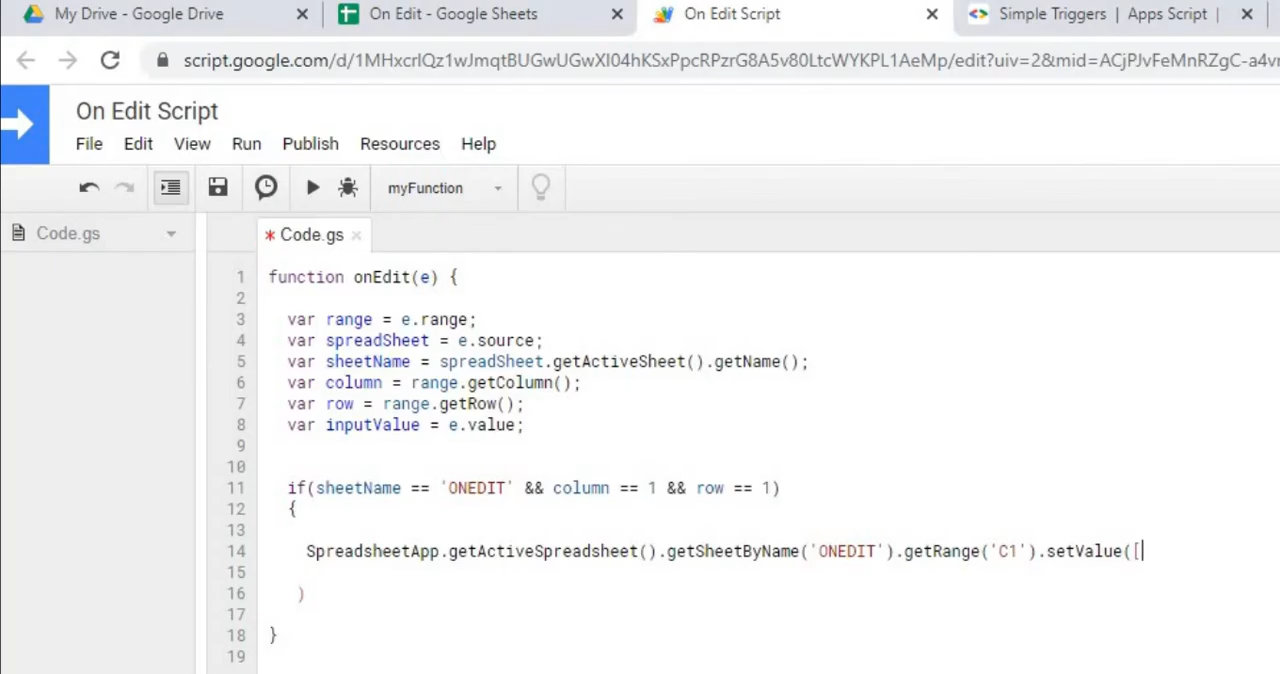 My Drive - Google Drive
On Edit - Google Sheets
On Edit Script
Simple Triggers | Apps Script |
script.google.com/d/1MHxcrlQz1wJmqtBUGwUGwXI04hKSxPpcRPzrG8A5v80LtcWYKPL1AeMp/edit?uiv=2&mid=ACjPJvFeMnRZgC-a4vr
On Edit Script
File Edit View Run Publish Resources Help
myFunction
Code.gs
* Code.gs
1 function onEdit(e) {
2
3 var range = e.range;
4 var spreadSheet = e.source;
5 var sheetName = spreadSheet.getActiveSheet().getName();
6 var column = range.getColumn();
7 var row = range.getRow();
8 var inputValue = e.value;
9
10
11 if(sheetName == 'ONEDIT' && column == 1 && row == 1)
12 {
13
14 SpreadsheetApp.getActiveSpreadsheet().getSheetByName('ONEDIT').getRange('C1').setValue([
15
16 )
17
18 }
19